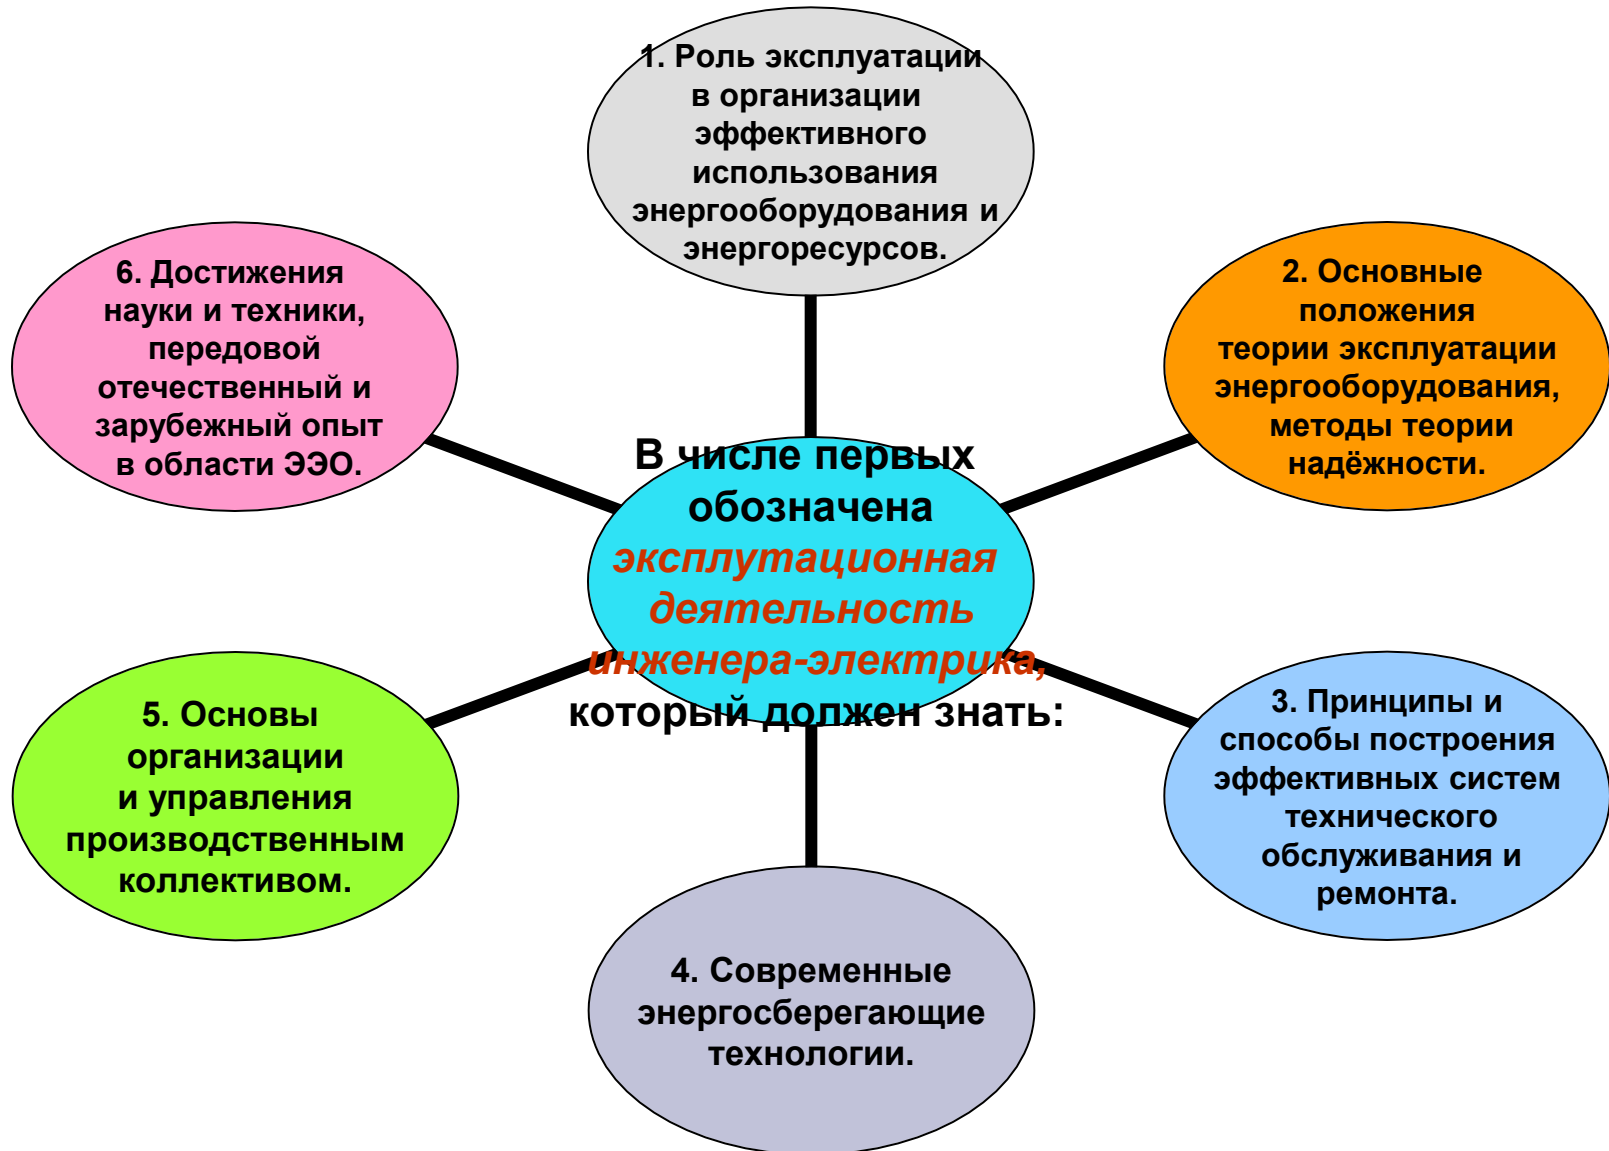 1. Роль эксплуатации
в организации
эффективного
использования
энергооборудования и
энергоресурсов.
2. Основные
положения
теории эксплуатации
энергооборудования,
методы теории
надёжности.
6. Достижения
науки и техники,
передовой
отечественный и
зарубежный опыт
в области ЭЭО.
В числе первых
обозначена
эксплутационная
деятельность
инженера-электрика,
который должен знать:
3. Принципы и
способы построения
эффективных систем
технического
обслуживания и
ремонта.
5. Основы
организации
и управления
производственным
коллективом.
4. Современные
энергосберегающие
технологии.